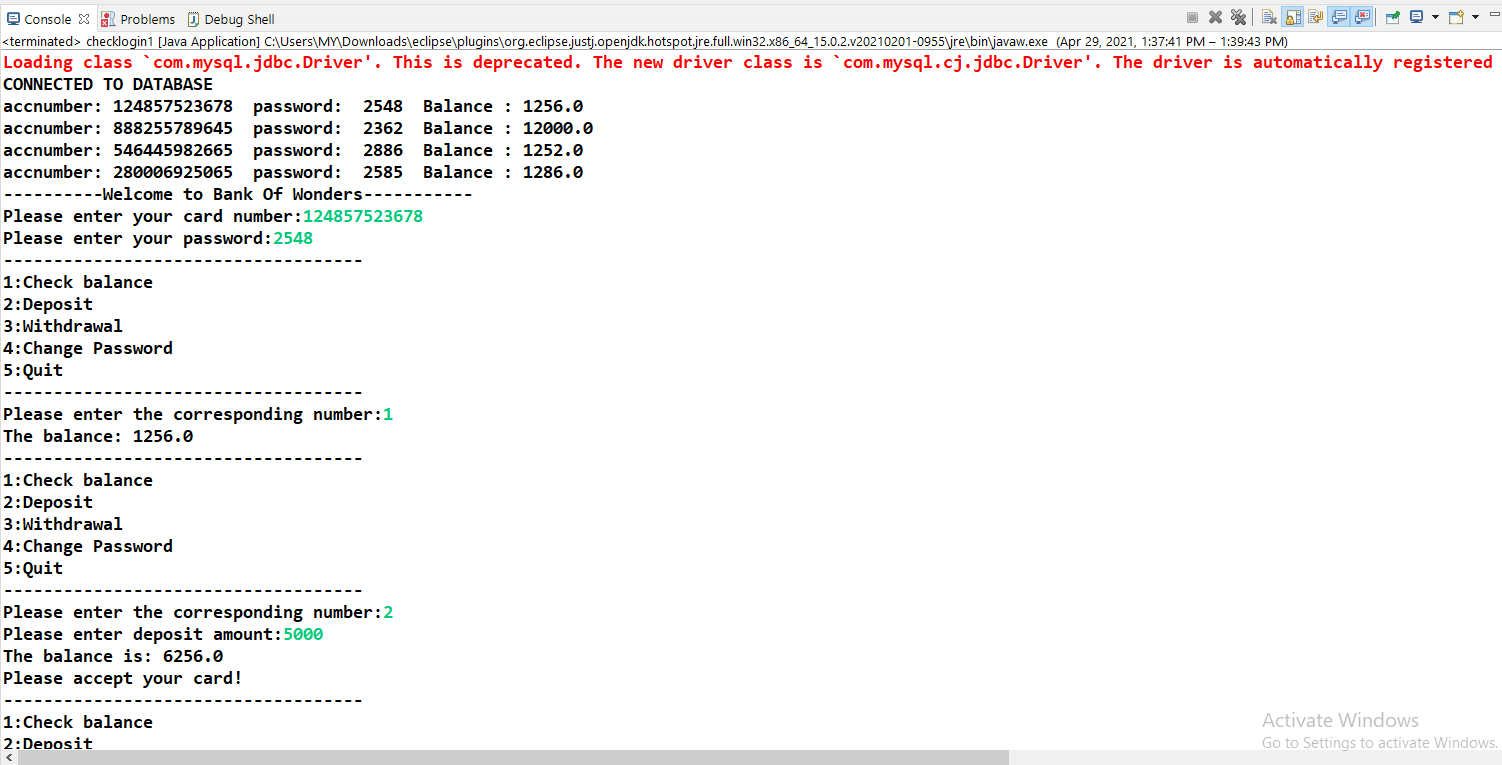 Console Problems Debug Shell
<terminated> checklogin1 [Java Application] C:\Users\MY\Downloads\eclipse\plugins\org.eclipse.justj.openjdk.hotspot.jre.full.win32.x86_64_15.0.2.v20210201-0955\jre\bin\javaw.exe (Apr 29, 2021, 1:37:41 PM – 1:39:43 PM)
Loading class `com.mysql.jdbc.Driver'. This is deprecated. The new driver class is `com.mysql.cj.jdbc.Driver'. The driver is automatically registered
CONNECTED TO DATABASE
accnumber: 124857523678  password:  2548  Balance : 1256.0
accnumber: 888255789645  password:  2362  Balance : 12000.0
accnumber: 546445982665  password:  2886  Balance : 1252.0
accnumber: 280006925065  password:  2585  Balance : 1286.0
----------Welcome to Bank Of Wonders-----------
Please enter your card number:124857523678
Please enter your password:2548
------------------------------------
1:Check balance
2:Deposit
3:Withdrawal
4:Change Password
5:Quit
------------------------------------
Please enter the corresponding number:1
The balance: 1256.0
------------------------------------
1:Check balance
2:Deposit
3:Withdrawal
4:Change Password
5:Quit
------------------------------------
Please enter the corresponding number:2
Please enter deposit amount:5000
The balance is: 6256.0
Please accept your card!
------------------------------------
1:Check balance
2:Deposit
Activate Windows
Go to Settings to activate Windows.